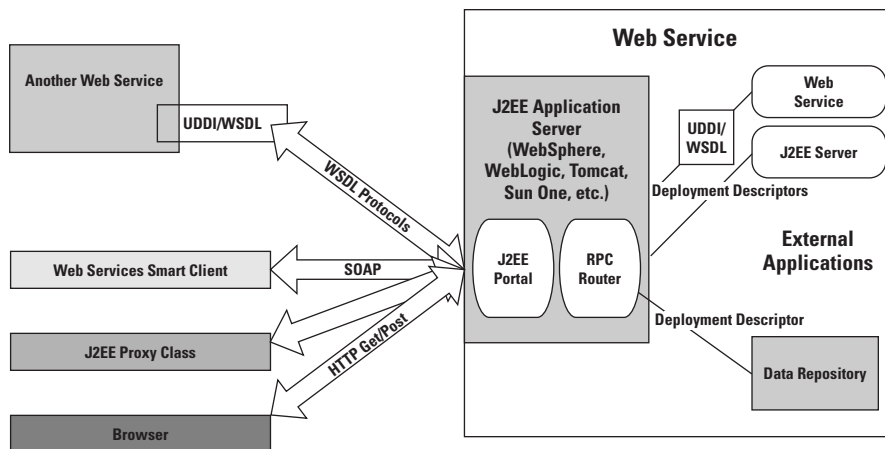 Web Service
Another Web Service
UDDI/WSDL
WSDL Protocols
J2EE Application
Server
(WebSphere,
WebLogic, Tomcat,
Sun One, etc.)
UDDI/
WSDL
Web
Service
J2EE Server
Deployment Descriptors
Web Services Smart Client
SOAP
J2EE
Portal
RPC
Router
External
Applications
J2EE Proxy Class
HTTP Get/Post
Deployment Descriptor
Data Repository
Browser